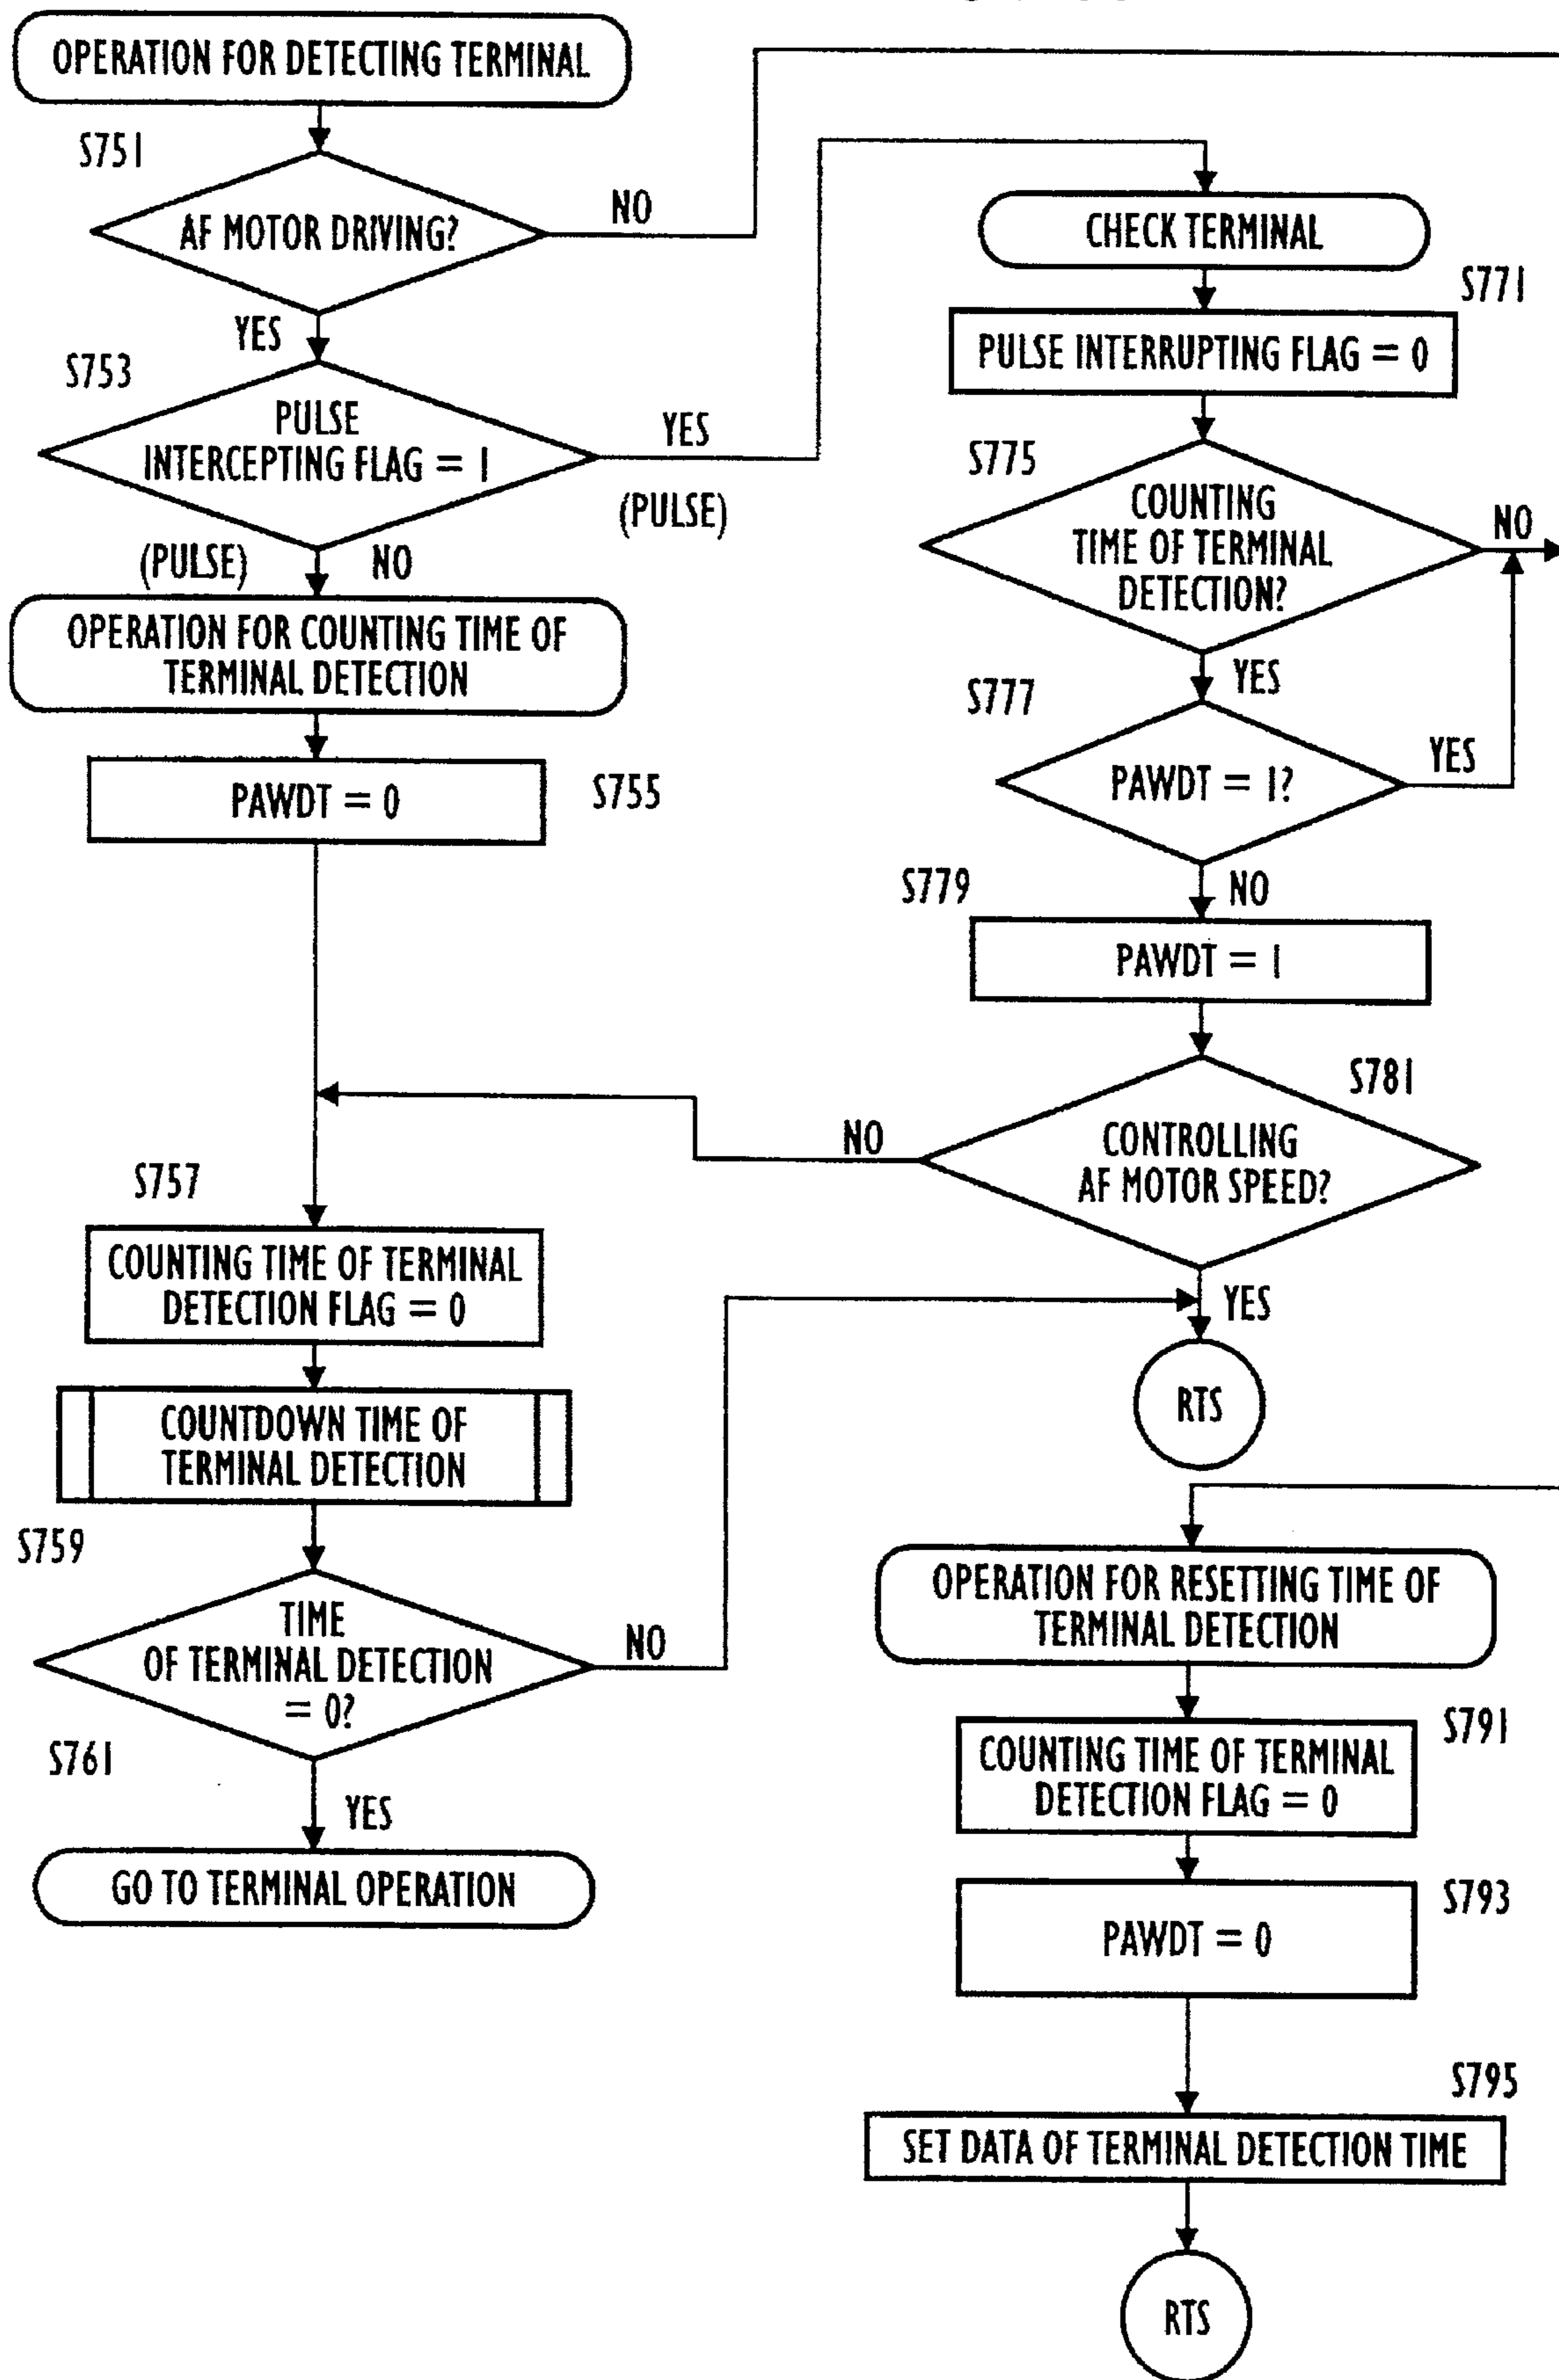 OPERATION FOR DETECTING TERMINAL
S751
AF MOTOR DRIVING?
NO
YES
S753
PULSE
INTERCEPTING FLAG = 1
YES
(PULSE)
(PULSE)
NO
OPERATION FOR COUNTING TIME OF
TERMINAL DETECTION
PAWDT = 0
S755
S757
COUNTING TIME OF TERMINAL
DETECTION FLAG = 0
COUNTDOWN TIME OF
TERMINAL DETECTION
S759
TIME
OF TERMINAL DETECTION
= 0?
NO
S761
YES
GO TO TERMINAL OPERATION
CHECK TERMINAL
S771
PULSE INTERRUPTING FLAG = 0
S775
COUNTING
TIME OF TERMINAL
DETECTION?
NO
YES
S777
PAWDT = 1?
YES
S779
NO
PAWDT = 1
S781
CONTROLLING
AF MOTOR SPEED?
NO
YES
RTS
OPERATION FOR RESETTING TIME OF
TERMINAL DETECTION
S791
COUNTING TIME OF TERMINAL
DETECTION FLAG = 0
S793
PAWDT = 0
S795
SET DATA OF TERMINAL DETECTION TIME
RTS